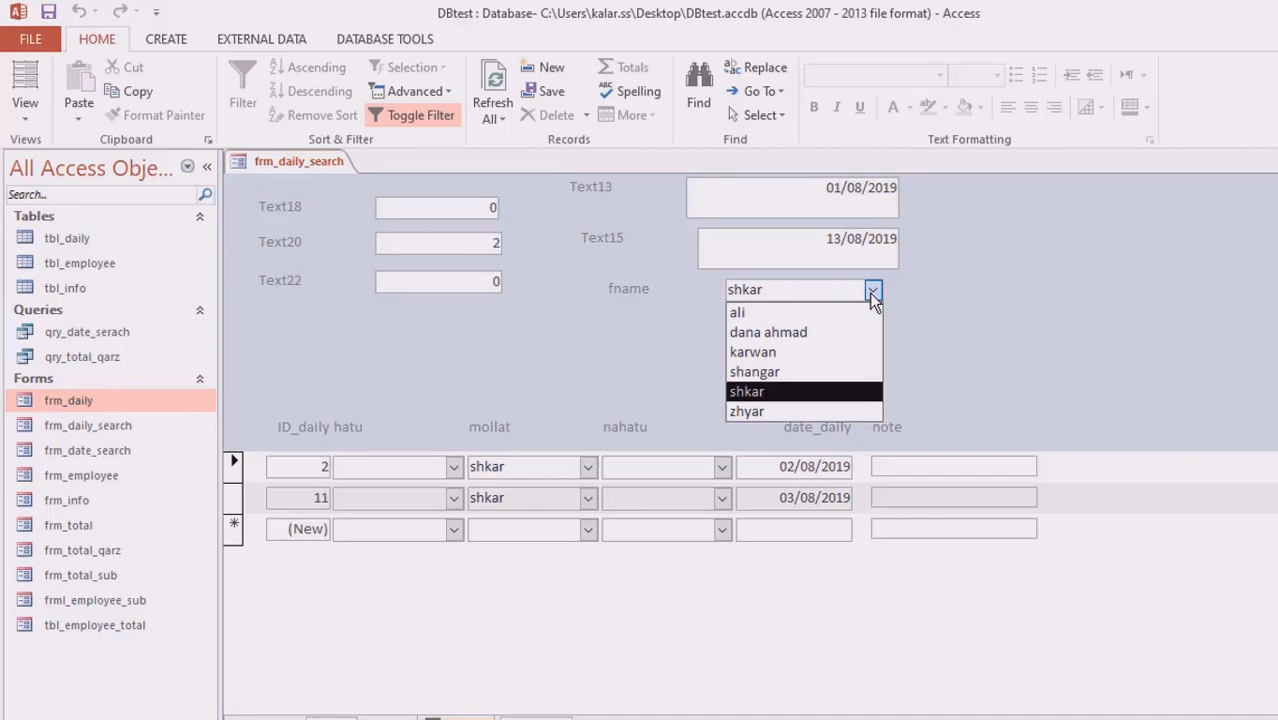 DBtest : Database- C:\Users\kalar.ss\Desktop\DBtest.accdb (Access 2007 - 2013 file format) - Access
FILE HOME CREATE EXTERNAL DATA DATABASE TOOLS
View
Views
Paste
Cut
Copy
Format Painter
Clipboard
Filter
Ascending
Descending
Remove Sort
Selection
Advanced
Toggle Filter
Sort & Filter
Refresh
All
New
Save
Delete
Totals
Spelling
More
Records
Find
Replace
Go To
Select
Find
B I U A
Text Formatting
All Access Obje...
Search...
Tables
tbl_daily
tbl_employee
tbl_info
Queries
qry_date_serach
qry_total_qarz
Forms
frm_daily
frm_daily_search
frm_date_search
frm_employee
frm_info
frm_total
frm_total_qarz
frm_total_sub
frml_employee_sub
tbl_employee_total
frm_daily_search
Text18 0
Text20 2
Text22 0
Text13 01/08/2019
Text15 13/08/2019
fname shkar
ali
dana ahmad
karwan
shangar
shkar
zhyar
ID_daily hatu mollat nahatu date_daily note
2 shkar 02/08/2019
11 shkar 03/08/2019
(New)